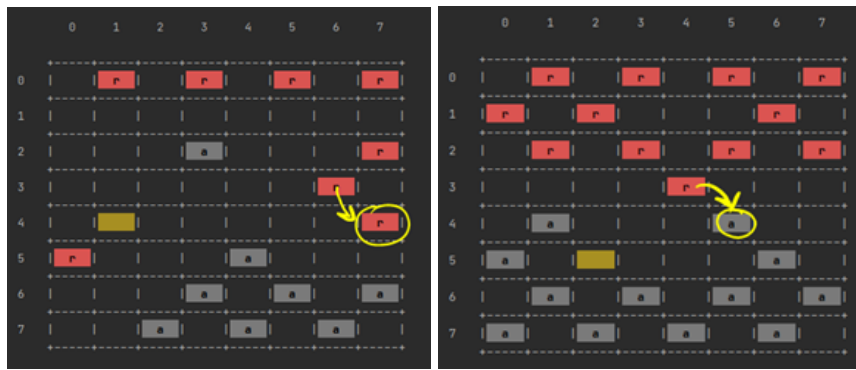 0 1 2 3 4 5 6 7
0 r r r r
1
2 a r
3 r
4 r
5 r a
6 a a a
7 a a a
0 1 2 3 4 5 6 7
0 r r r r
1 r r r
2 r r r r
3 r
4 a a
5 a a
6 a a a a
7 a a a a